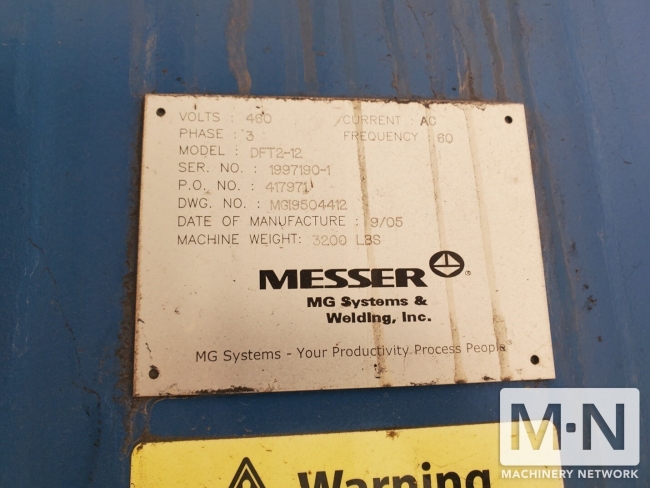 VOLTS : 460 CURRENT : AC
PHASE : 3 FREQUENCY : 60
MODEL : DFT2-12
SER. NO. : 1997190-1
P.O. NO. : 417971
DWG. NO. : MG19504412
DATE OF MANUFACTURE : 9/05
MACHINE WEIGHT: 3200 LBS
MESSER ®
MG Systems &
Welding, Inc.
MG Systems - Your Productivity Process People
Warning
M·N
MACHINERY NETWORK